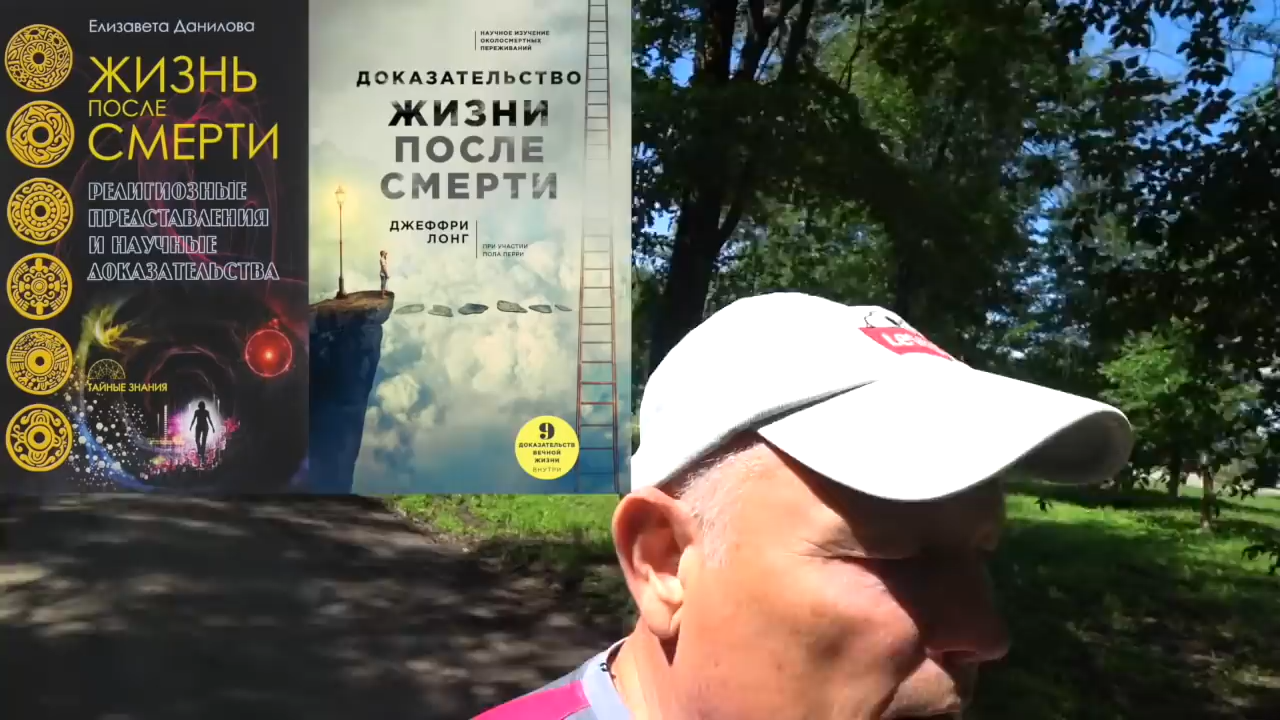 Елизавета Данилова
ЖИЗНЬ
ПОСЛЕ
СМЕРТИ
РЕЛИГИОЗНЫЕ
ПРЕДСТАВЛЕНИЯ
И НАУЧНЫЕ
ДОКАЗАТЕЛЬСТВА
ТАЙНЫЕ ЗНАНИЯ
НАУЧНОЕ ИЗУЧЕНИЕ
ОКОЛОСМЕРТНЫХ
ПЕРЕЖИВАНИЙ
ДОКАЗАТЕЛЬСТВО
ЖИЗНИ
ПОСЛЕ
СМЕРТИ
ДЖЕФФРИ
ЛОНГ
ПРИ УЧАСТИИ
ПОЛА ПЕРРИ
9
ДОКАЗАТЕЛЬСТВ
ВЕЧНОЙ
ЖИЗНИ
ВНУТРИ